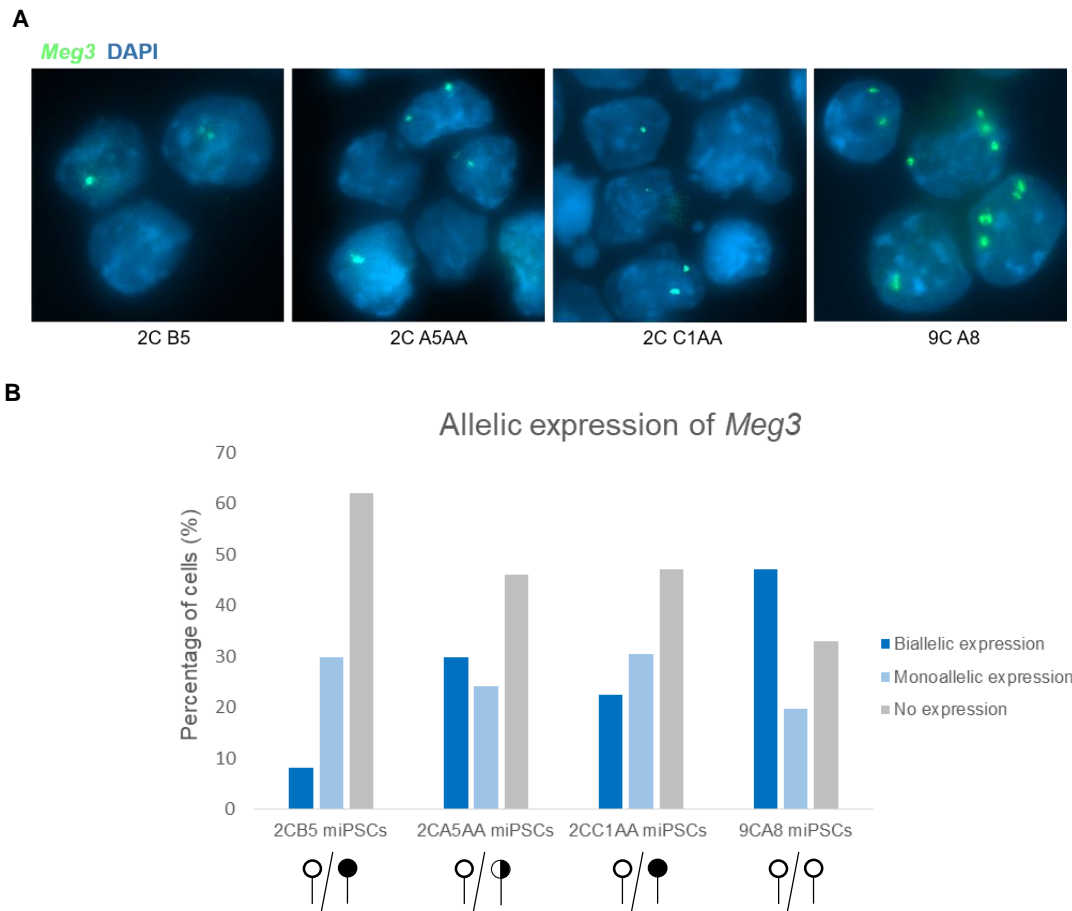 A
Meg3 DAPI
2C B5
2C A5AA
2C C1AA
9C A8
B
Allelic expression of Meg3
Percentage of cells (%)
70
60
50
40
30
20
10
0
2CB5 miPSCs
2CA5AA miPSCs
2CC1AA miPSCs
9CA8 miPSCs
Biallelic expression
Monoallelic expression
No expression